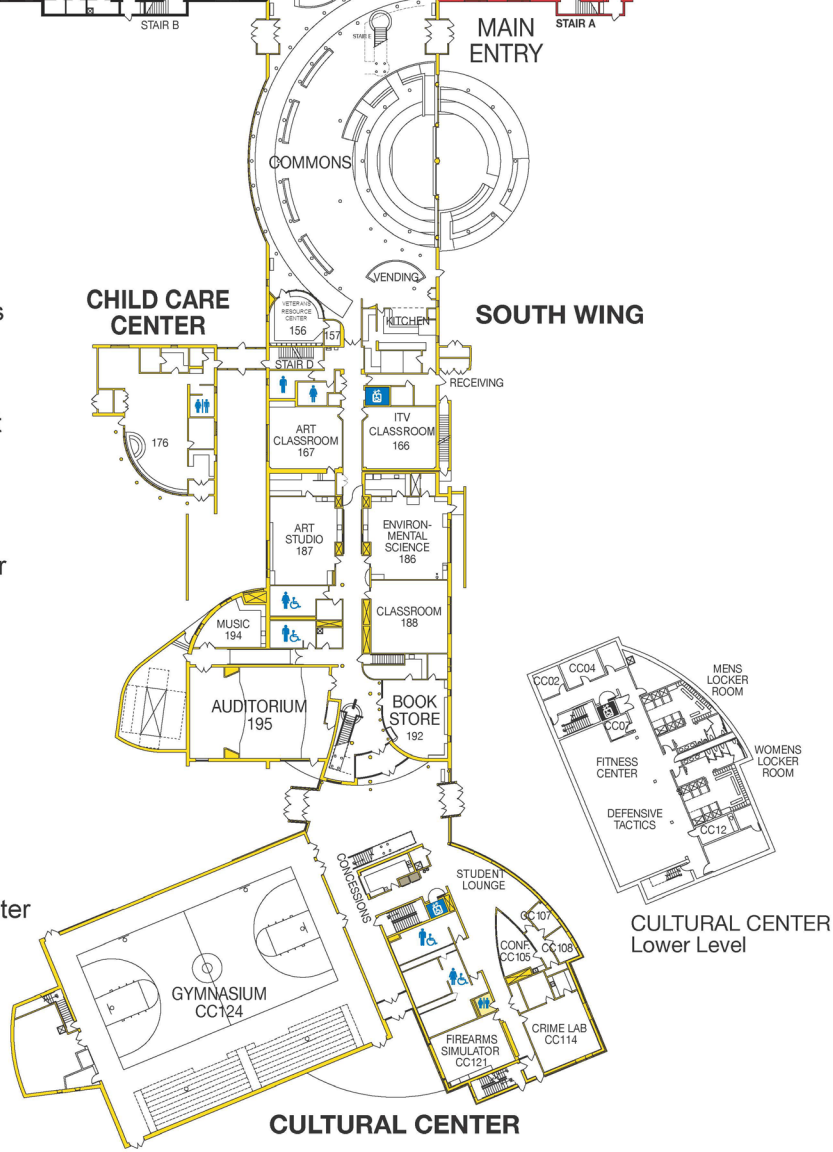 STAIR B
STAIR A
MAIN
ENTRY
STAIR E
COMMONS
VENDING
CHILD CARE
CENTER
VETERANS
RESOURCE
CENTER
156
157
KITCHEN
SOUTH WING
STAIR D
RECEIVING
176
ART
CLASSROOM
167
ITV
CLASSROOM
166
ART
STUDIO
187
ENVIRON-
MENTAL
SCIENCE
186
MUSIC
194
CLASSROOM
188
AUDITORIUM
195
BOOK
STORE
192
CC02
CC04
CC07
MENS
LOCKER
ROOM
FITNESS
CENTER
WOMENS
LOCKER
ROOM
DEFENSIVE
TACTICS
CC12
CULTURAL CENTER
Lower Level
CONCESSIONS
STUDENT
LOUNGE
CC107
CC108
CONF.
CC105
GYMNASIUM
CC124
CRIME LAB
CC114
FIREARMS
SIMULATOR
CC121
CULTURAL CENTER